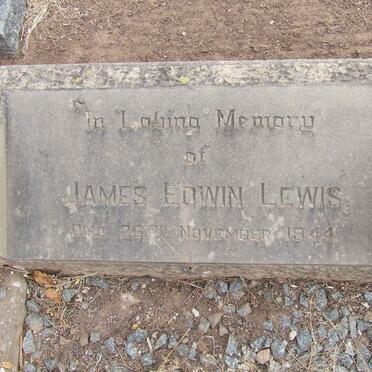 In Loving Memory
of
JAMES EDWIN LEWIS
DIED 26TH NOVEMBER 1944